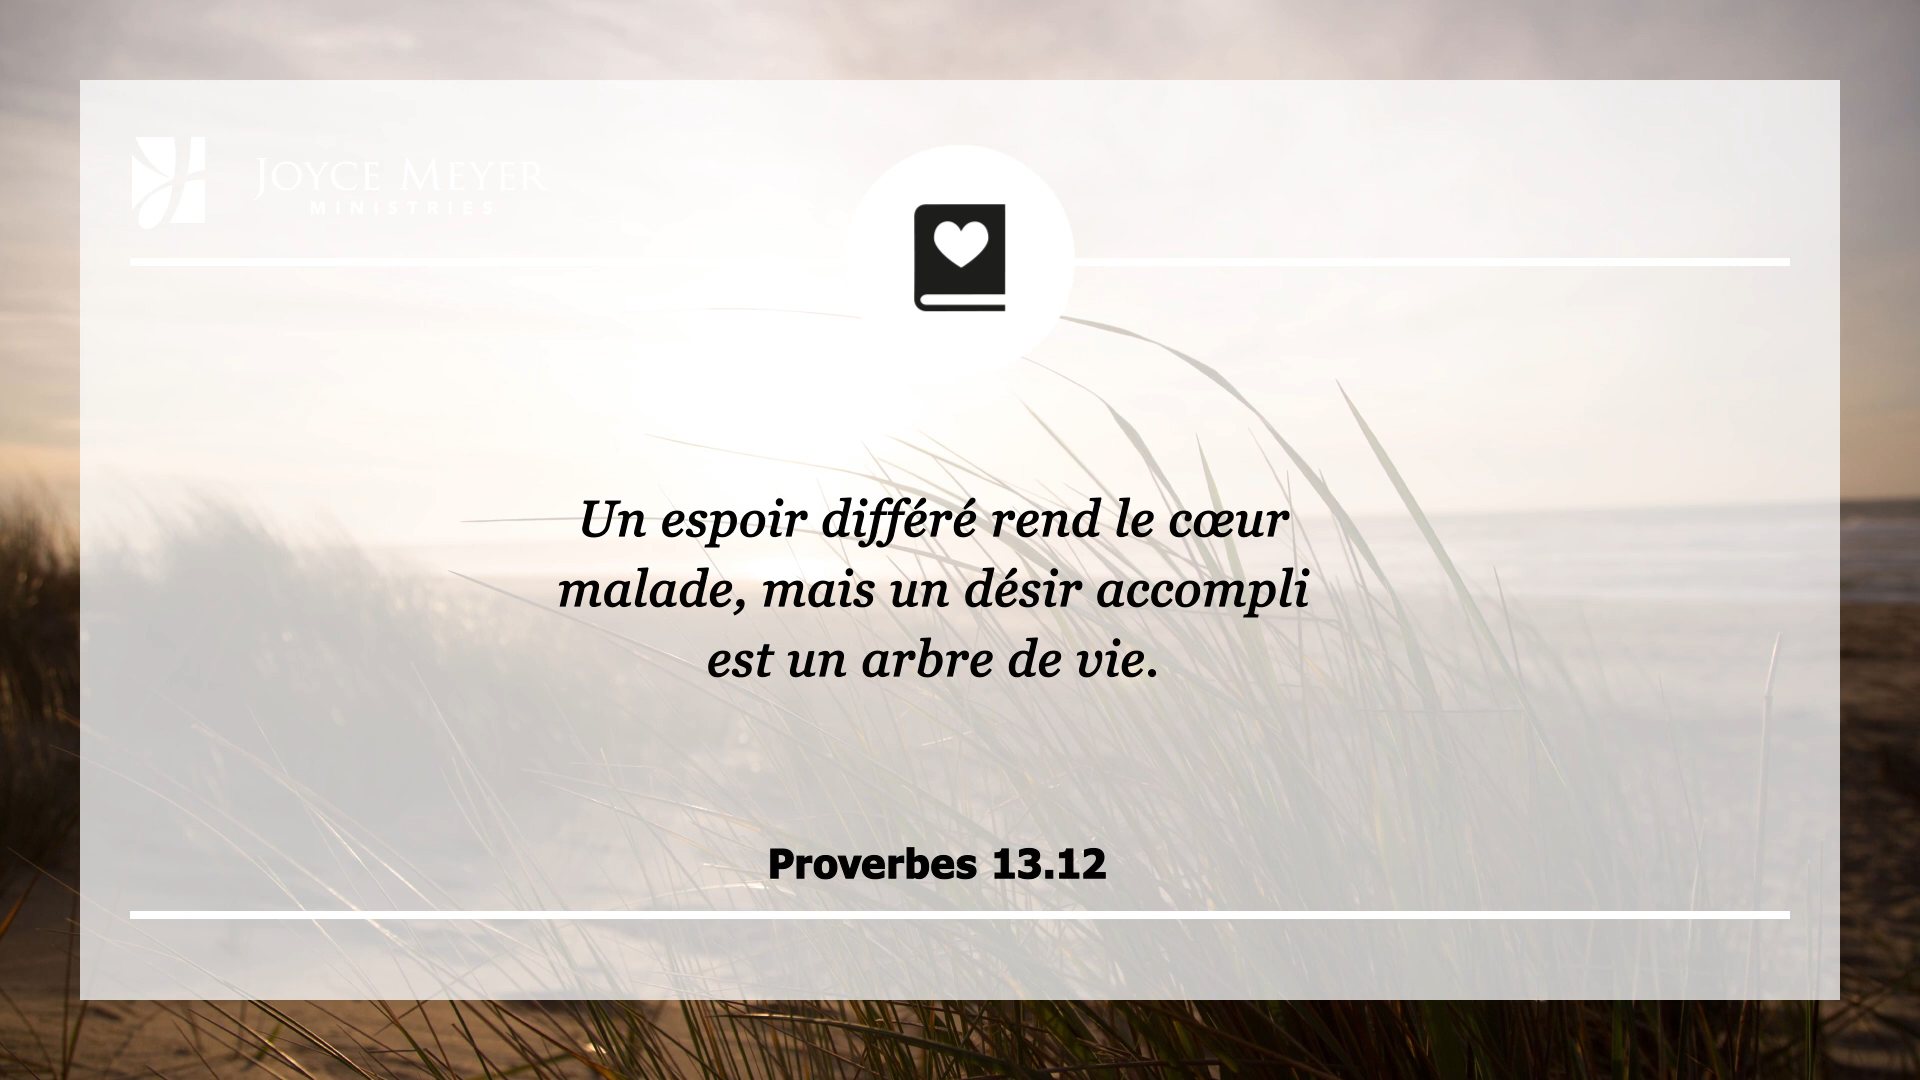 JOYCE MEYER
MINISTRIES
Un espoir différé rend le cœur
malade, mais un désir accompli
est un arbre de vie.
Proverbes 13.12